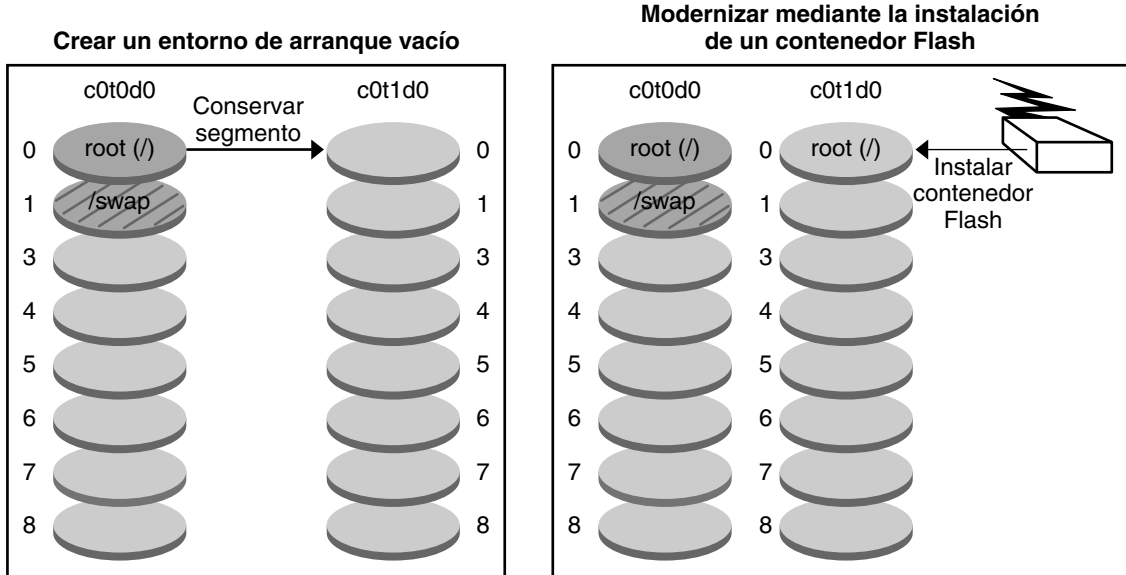 Crear un entorno de arranque vacío
c0t0d0
c0t1d0
Conservar
segmento
0
root (/)
0
1
/swap
1
3
3
4
4
5
5
6
6
7
7
8
8
Modernizar mediante la instalación
de un contenedor Flash
c0t0d0
c0t1d0
0
root (/)
0
root (/)
Instalar
contenedor
Flash
1
/swap
1
3
3
4
4
5
5
6
6
7
7
8
8